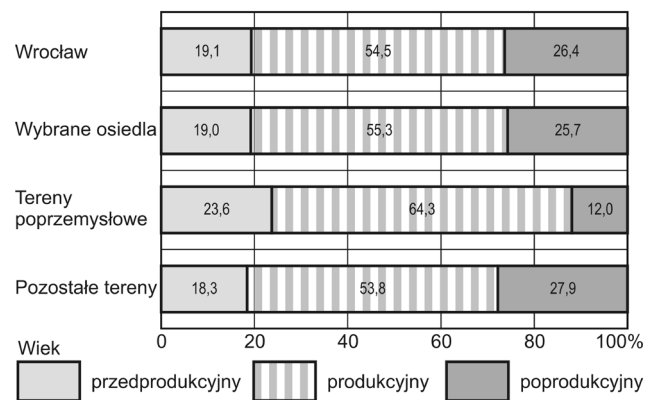 Wrocław
19,1 54,5 26,4
Wybrane osiedla
19,0 55,3 25,7
Tereny
poprzemysłowe
23,6 64,3 12,0
Pozostałe tereny
18,3 53,8 27,9
0 20 40 60 80 100%
Wiek
przedprodukcyjny produkcyjny poprodukcyjny